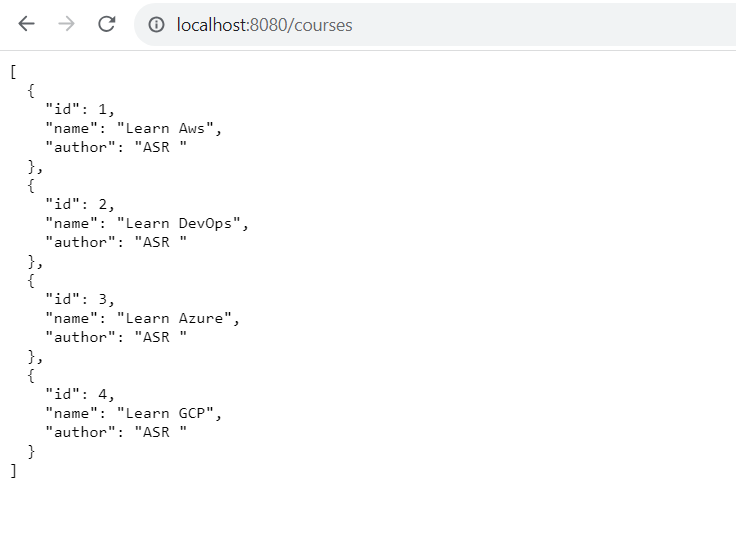 localhost:8080/courses
[
  {
    "id": 1,
    "name": "Learn Aws",
    "author": "ASR "
  },
  {
    "id": 2,
    "name": "Learn DevOps",
    "author": "ASR "
  },
  {
    "id": 3,
    "name": "Learn Azure",
    "author": "ASR "
  },
  {
    "id": 4,
    "name": "Learn GCP",
    "author": "ASR "
  }
]